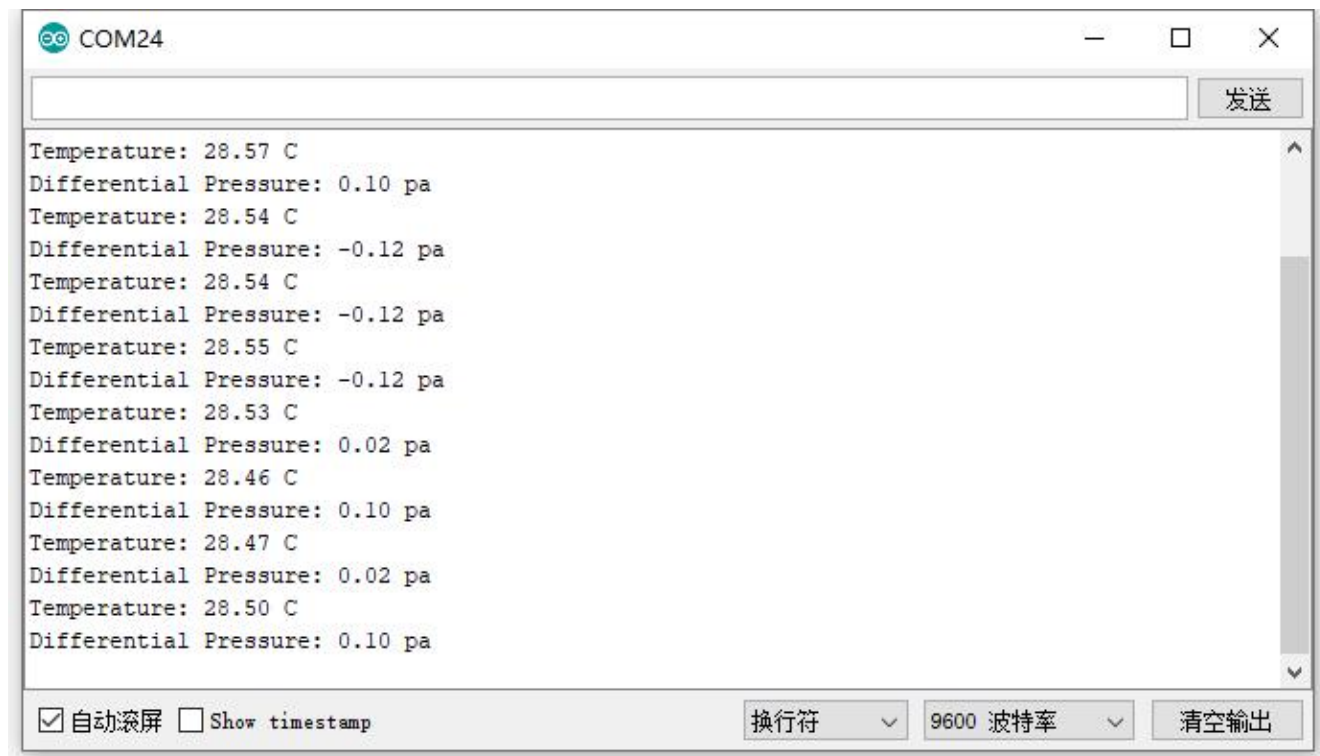 COM24
发送
Temperature: 28.57 C
Differential Pressure: 0.10 pa
Temperature: 28.54 C
Differential Pressure: -0.12 pa
Temperature: 28.54 C
Differential Pressure: -0.12 pa
Temperature: 28.55 C
Differential Pressure: -0.12 pa
Temperature: 28.53 C
Differential Pressure: 0.02 pa
Temperature: 28.46 C
Differential Pressure: 0.10 pa
Temperature: 28.47 C
Differential Pressure: 0.02 pa
Temperature: 28.50 C
Differential Pressure: 0.10 pa
自动滚屏 Show timestamp 换行符 9600 波特率 清空输出